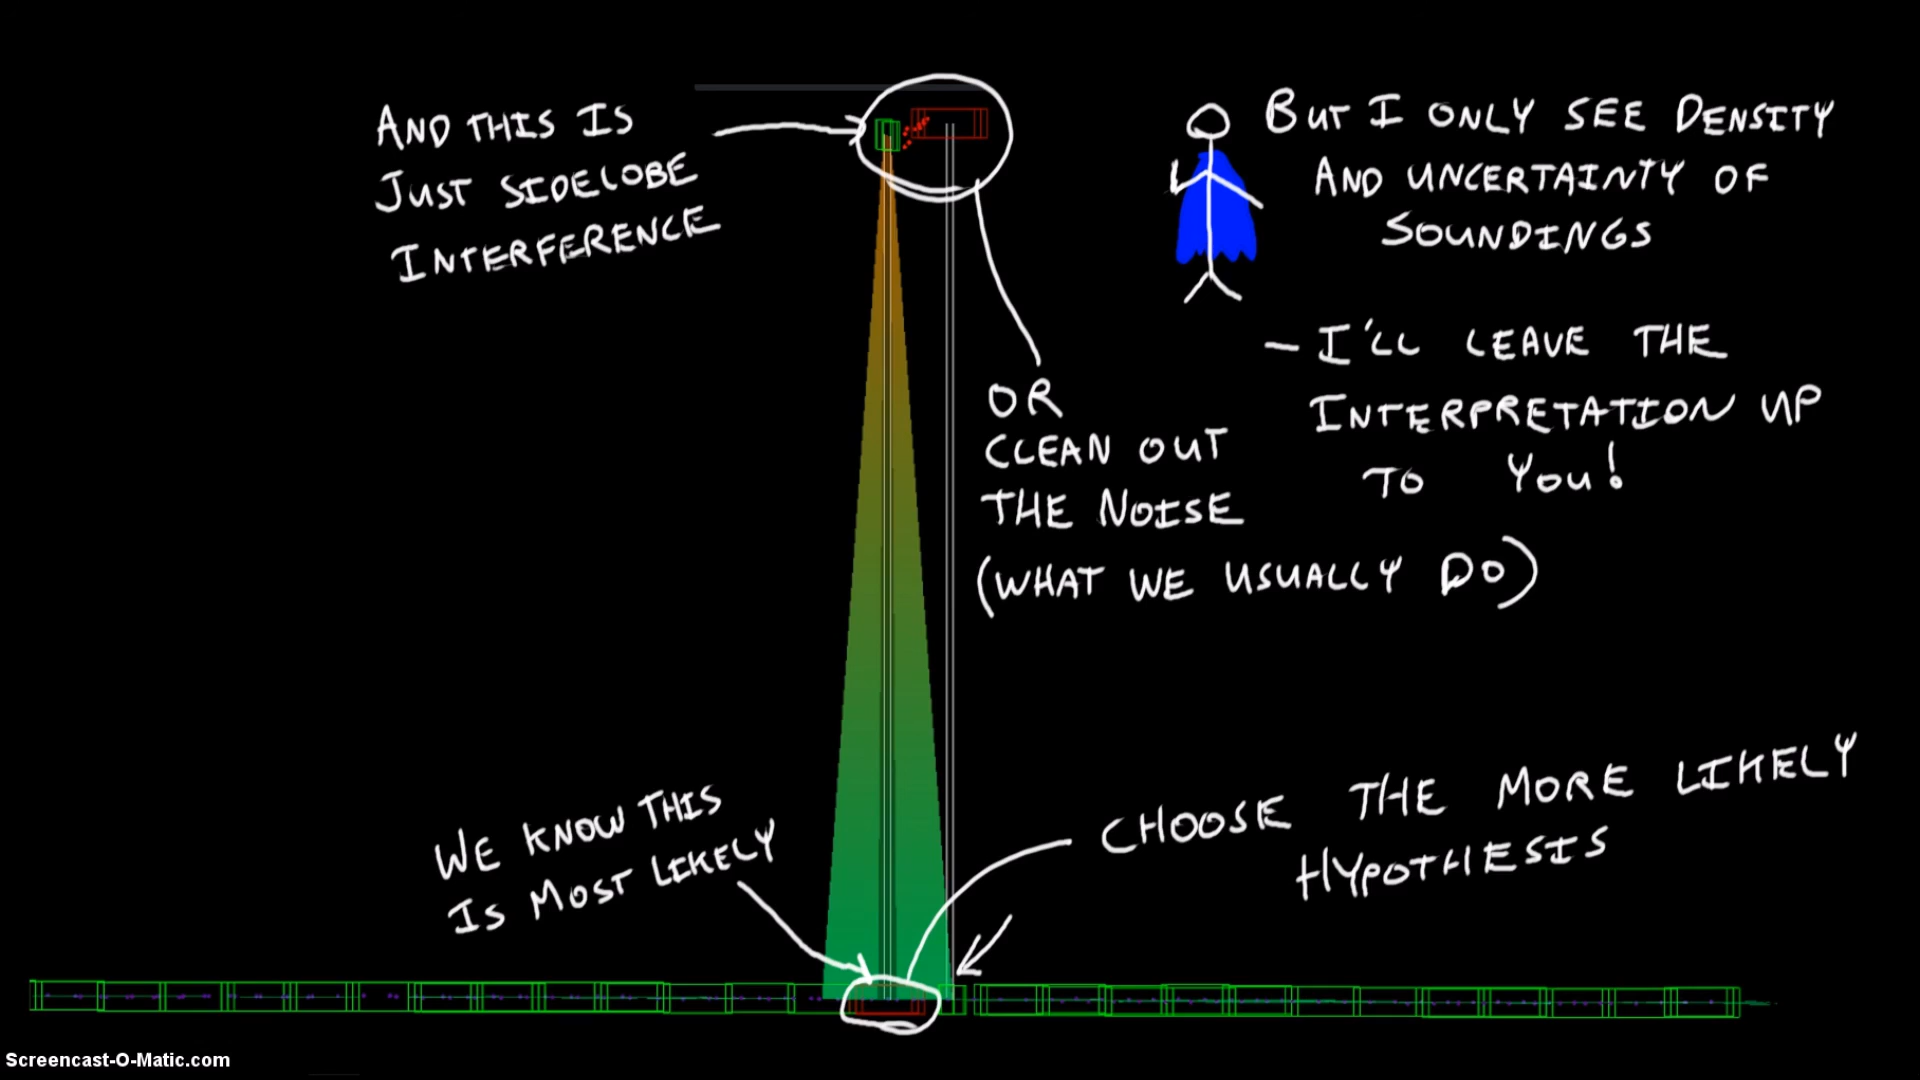 AND THIS IS
JUST SIDELOBE
INTERFERENCE
BUT I ONLY SEE DENSITY
AND UNCERTAINTY OF
SOUNDINGS
- I'LL LEAVE THE
INTERPRETATION UP
TO YOU!
OR
CLEAN OUT
THE NOISE
(WHAT WE USUALLY DO)
WE KNOW THIS
IS MOST LIKELY
CHOOSE THE MORE LIKELY
HYPOTHESIS
Screencast-O-Matic.com